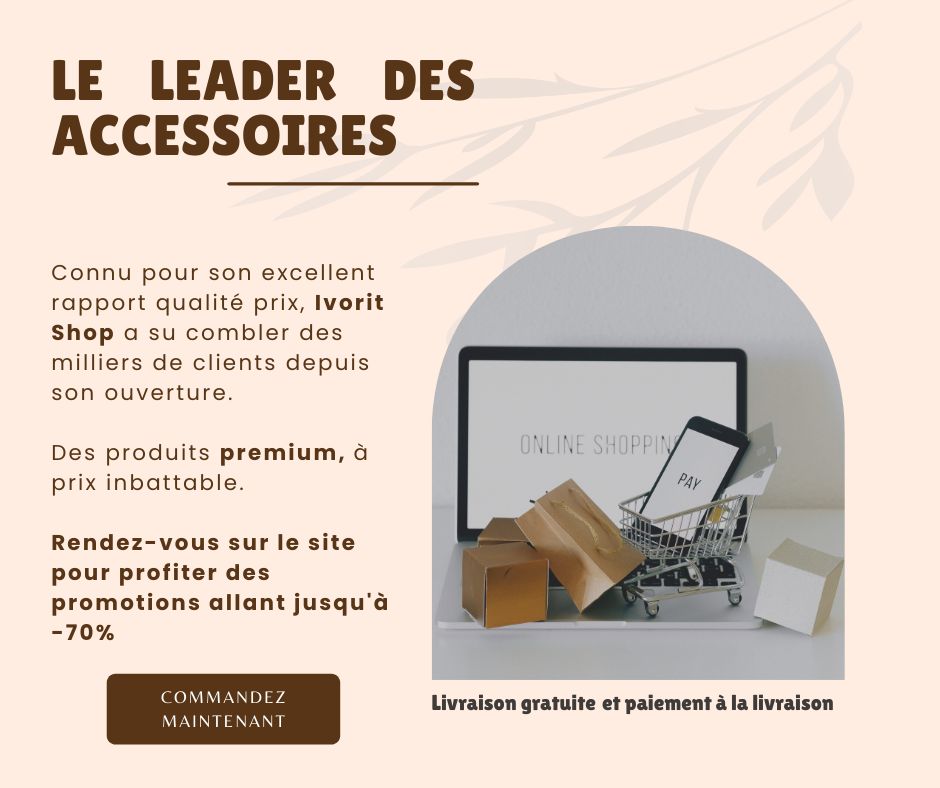 LE LEADER DES
ACCESSOIRES
Connu pour son excellent
rapport qualité prix, Ivorit
Shop a su combler des
milliers de clients depuis
son ouverture.
Des produits premium, à
prix inbattable.
Rendez-vous sur le site
pour profiter des
promotions allant jusqu'à
-70%
COMMANDEZ
MAINTENANT
ONLINE SHOPPING
PAY
Livraison gratuite et paiement à la livraison